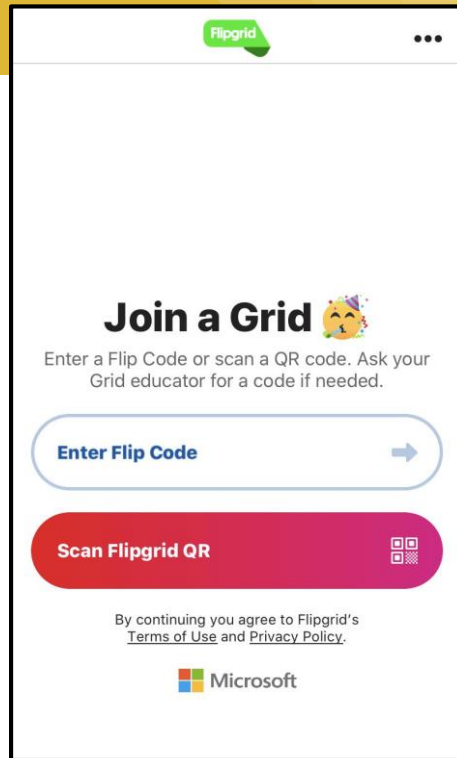 Flipgrid
Join a Grid 🥳
Enter a Flip Code or scan a QR code. Ask your
Grid educator for a code if needed.
Enter Flip Code
Scan Flipgrid QR
By continuing you agree to Flipgrid's
Terms of Use and Privacy Policy.
Microsoft